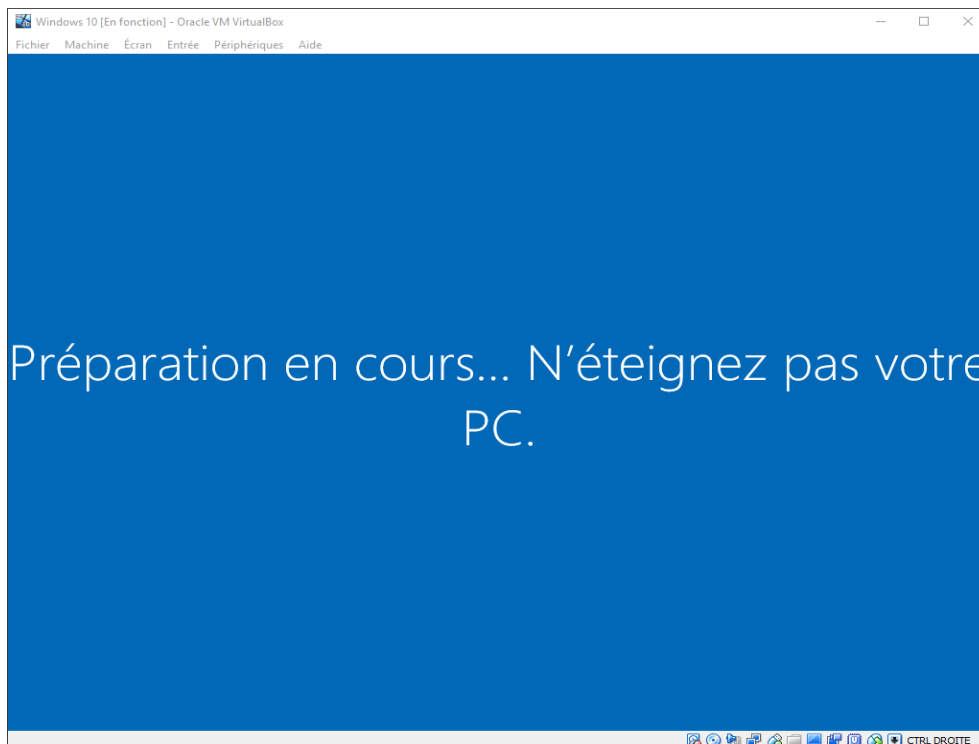 Windows 10 [En fonction] - Oracle VM VirtualBox
Fichier Machine Écran Entrée Périphériques Aide
Préparation en cours... N’éteignez pas votre
PC.
CTRL DROITE